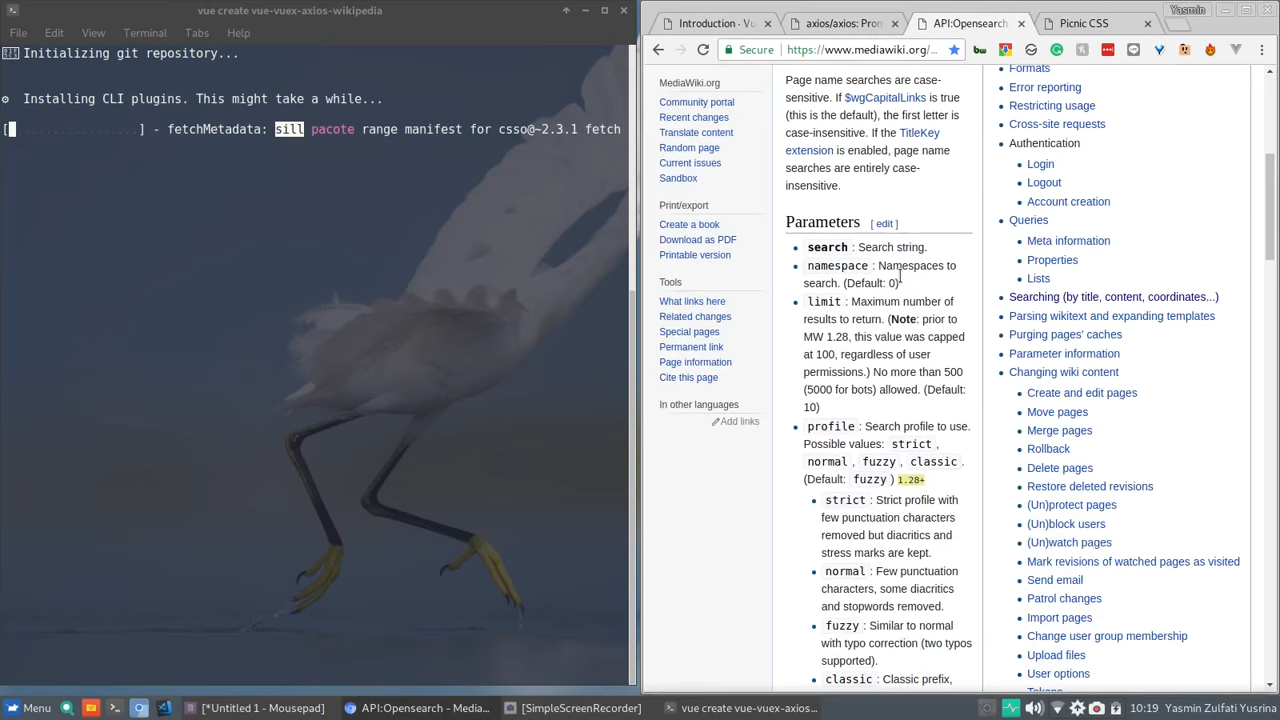 vue create vue-vuex-axios-wikipedia
File Edit View Terminal Tabs Help
Initializing git repository...
Installing CLI plugins. This might take a while...
[ ................. ] - fetchMetadata: sill pacote range manifest for csso@~2.3.1 fetch
Yasmin
Introduction - Vu
axios/axios: Prom
API:Opensearch
Picnic CSS
Secure https://www.mediawiki.org/...
MediaWiki.org
Community portal
Recent changes
Translate content
Random page
Current issues
Sandbox
Print/export
Create a book
Download as PDF
Printable version
Tools
What links here
Related changes
Special pages
Permanent link
Page information
Cite this page
In other languages
Add links
Page name searches are case-
sensitive. If $wgCapitalLinks is true
(this is the default), the first letter is
case-insensitive. If the TitleKey
extension is enabled, page name
searches are entirely case-
insensitive.
Parameters [ edit ]
search : Search string.
namespace : Namespaces to
search. (Default: 0)
limit : Maximum number of
results to return. (Note: prior to
MW 1.28, this value was capped
at 100, regardless of user
permissions.) No more than 500
(5000 for bots) allowed. (Default:
10)
profile : Search profile to use.
Possible values: strict ,
normal , fuzzy , classic .
(Default: fuzzy ) 1.28+
strict : Strict profile with
few punctuation characters
removed but diacritics and
stress marks are kept.
normal : Few punctuation
characters, some diacritics
and stopwords removed.
fuzzy : Similar to normal
with typo correction (two typos
supported).
classic : Classic prefix,
Formats
Error reporting
Restricting usage
Cross-site requests
Authentication
Login
Logout
Account creation
Queries
Meta information
Properties
Lists
Searching (by title, content, coordinates...)
Parsing wikitext and expanding templates
Purging pages' caches
Parameter information
Changing wiki content
Create and edit pages
Move pages
Merge pages
Rollback
Delete pages
Restore deleted revisions
(Un)protect pages
(Un)block users
(Un)watch pages
Mark revisions of watched pages as visited
Send email
Patrol changes
Import pages
Change user group membership
Upload files
User options
Tokens
Menu
[*Untitled 1 - Mousepad]
API:Opensearch - Media...
[SimpleScreenRecorder]
vue create vue-vuex-axios...
10:19 Yasmin Zulfati Yusrina